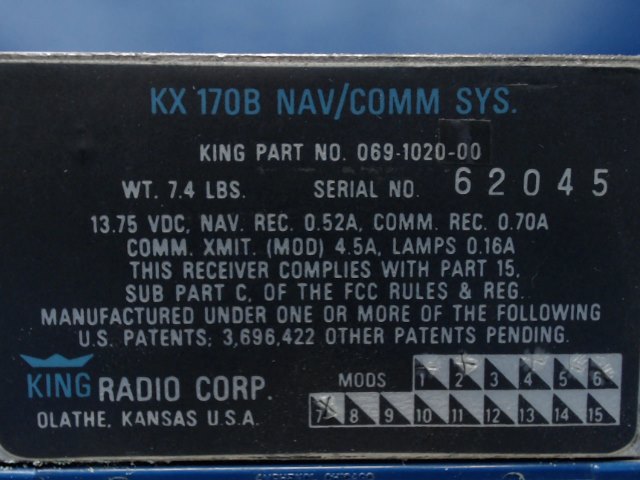 KX 170B NAV/COMM SYS.
KING PART NO. 069-1020-00
WT. 7.4 LBS. SERIAL NO. 62045
13.75 VDC, NAV. REC. 0.52A, COMM. REC. 0.70A
COMM. XMIT. (MOD) 4.5A, LAMPS 0.16A
THIS RECEIVER COMPLIES WITH PART 15,
SUB PART C, OF THE FCC RULES & REG.
MANUFACTURED UNDER ONE OR MORE OF THE FOLLOWING
U.S. PATENTS; 3,696,422 OTHER PATENTS PENDING.
KING RADIO CORP.
OLATHE, KANSAS U.S.A.
MODS 1 2 3 4 5 6
7 8 9 10 11 12 13 14 15